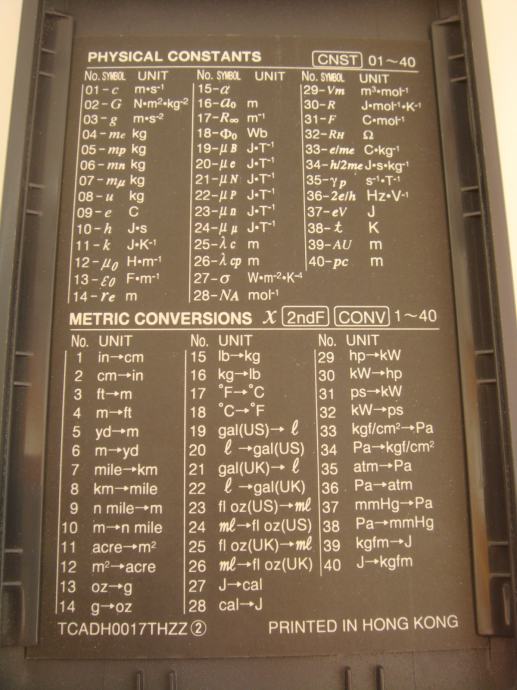 PHYSICAL CONSTANTS CNST 01~40
No. SYMBOL UNIT
01-c m•s⁻¹
02-G N•m²•kg⁻²
03-g m•s⁻²
04-me kg
05-mp kg
06-mn kg
07-mμ kg
08-u kg
09-e C
10-h J•s
11-k J•K⁻¹
12-μ0 H•m⁻¹
13-ε0 F•m⁻¹
14-re m
No. SYMBOL UNIT
15-α
16-a0 m
17-R∞ m⁻¹
18-Φ0 Wb
19-μB J•T⁻¹
20-μe J•T⁻¹
21-μN J•T⁻¹
22-μP J•T⁻¹
23-μn J•T⁻¹
24-μμ J•T⁻¹
25-λc m
26-λcp m
27-σ W•m⁻²•K⁻⁴
28-NA mol⁻¹
No. SYMBOL UNIT
29-Vm m³•mol⁻¹
30-R J•mol⁻¹•K⁻¹
31-F C•mol⁻¹
32-RH Ω
33-e/me C•kg⁻¹
34-h/2me J•s•kg⁻¹
35-γp s⁻¹•T⁻¹
36-2e/h Hz•V⁻¹
37-eV J
38-t K
39-AU m
40-pc m
METRIC CONVERSIONS x 2ndF CONV 1~40
No. UNIT
1 in→cm
2 cm→in
3 ft→m
4 m→ft
5 yd→m
6 m→yd
7 mile→km
8 km→mile
9 n mile→m
10 m→n mile
11 acre→m²
12 m²→acre
13 oz→g
14 g→oz
No. UNIT
15 lb→kg
16 kg→lb
17 °F→°C
18 °C→°F
19 gal(US)→ℓ
20 ℓ→gal(US)
21 gal(UK)→ℓ
22 ℓ→gal(UK)
23 fl oz(US)→mℓ
24 mℓ→fl oz(US)
25 fl oz(UK)→mℓ
26 mℓ→fl oz(UK)
27 J→cal
28 cal→J
No. UNIT
29 hp→kW
30 kW→hp
31 ps→kW
32 kW→ps
33 kgf/cm²→Pa
34 Pa→kgf/cm²
35 atm→Pa
36 Pa→atm
37 mmHg→Pa
38 Pa→mmHg
39 kgfm→J
40 J→kgfm
TCADH0017THZZ ② PRINTED IN HONG KONG